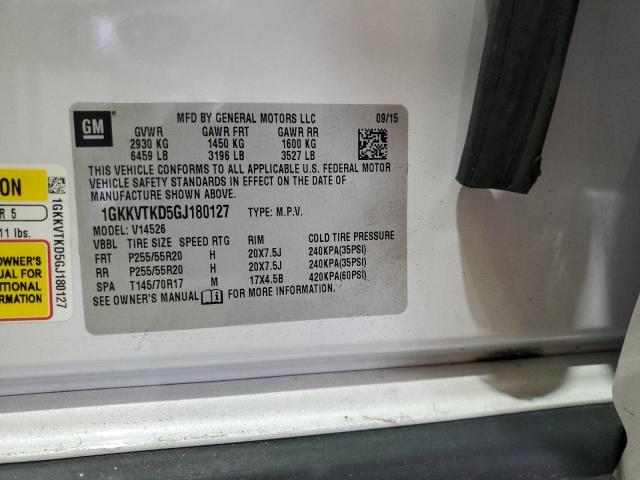 GM
MFD BY GENERAL MOTORS LLC 09/15
GVWR GAWR FRT GAWR RR
2930 KG 1450 KG 1600 KG
6459 LB 3196 LB 3527 LB
THIS VEHICLE CONFORMS TO ALL APPLICABLE U.S. FEDERAL MOTOR
VEHICLE SAFETY STANDARDS IN EFFECT ON THE DATE OF
MANUFACTURE SHOWN ABOVE.
1GKKVTKD5GJ180127 TYPE: M.P.V.
MODEL: V14526
VBBL TIRE SIZE SPEED RTG RIM COLD TIRE PRESSURE
FRT P255/55R20 H 20X7.5J 240KPA(35PSI)
RR P255/55R20 H 20X7.5J 240KPA(35PSI)
SPA T145/70R17 M 17X4.5B 420KPA(60PSI)
SEE OWNER'S MANUAL FOR MORE INFORMATION.
ON
R 5
11 lbs.
OWNER'S
UAL FOR
DITIONAL
MATION
1GKKVTKD5GJ180127